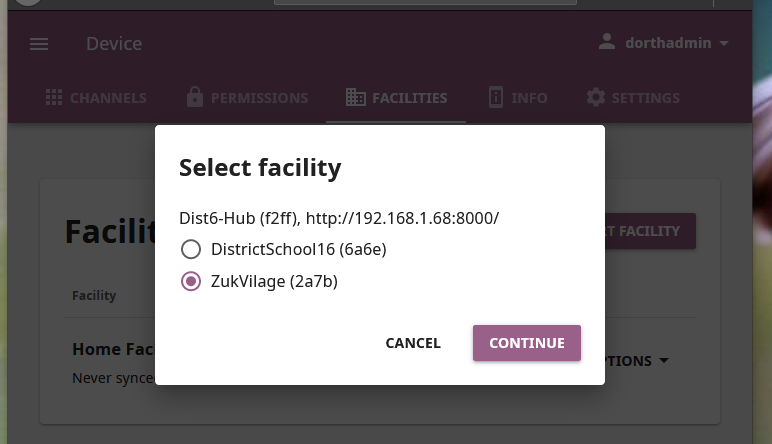 Device
dorthadmin
CHANNELS
PERMISSIONS
FACILITIES
INFO
SETTINGS
Select facility
Dist6-Hub (f2ff), http://192.168.1.68:8000/
DistrictSchool16 (6a6e)
ZukVilage (2a7b)
CANCEL
CONTINUE
Facilit
T FACILITY
Facility
Home Fac
Never synce
PTIONS